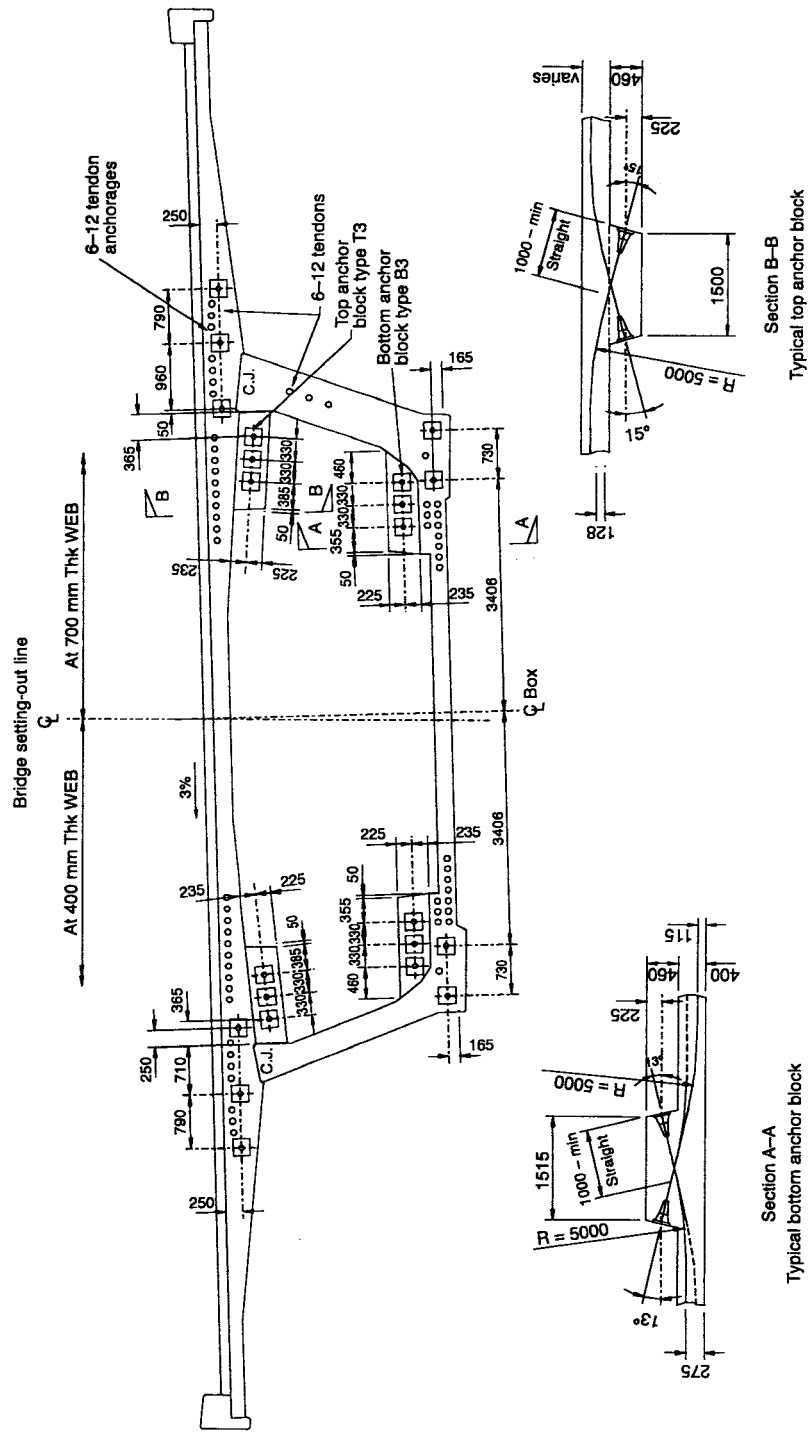 Bridge setting-out line
C L
At 400 mm Thk WEB
At 700 mm Thk WEB
3%
6–12 tendon
anchorages
6–12 tendons
Top anchor
block type T3
Bottom anchor
block type B3
C.J.
C.J.
250
790
710
250
365
235
225
50
385
330
330
225
235
50
355
330
330
460
730
165
3406
3406
C L Box
365
50
960
790
250
235
225
50
385
330
330
B
B
A
A
50
355
330
330
460
225
235
165
730
13°
R = 5000
1515
1000 – min
Straight
R = 5000
3°
225
460
115
400
275
Section A–A
Typical bottom anchor block
128
15°
R = 5000
1000 – min
Straight
1500
15°
225
460
varies
Section B–B
Typical top anchor block